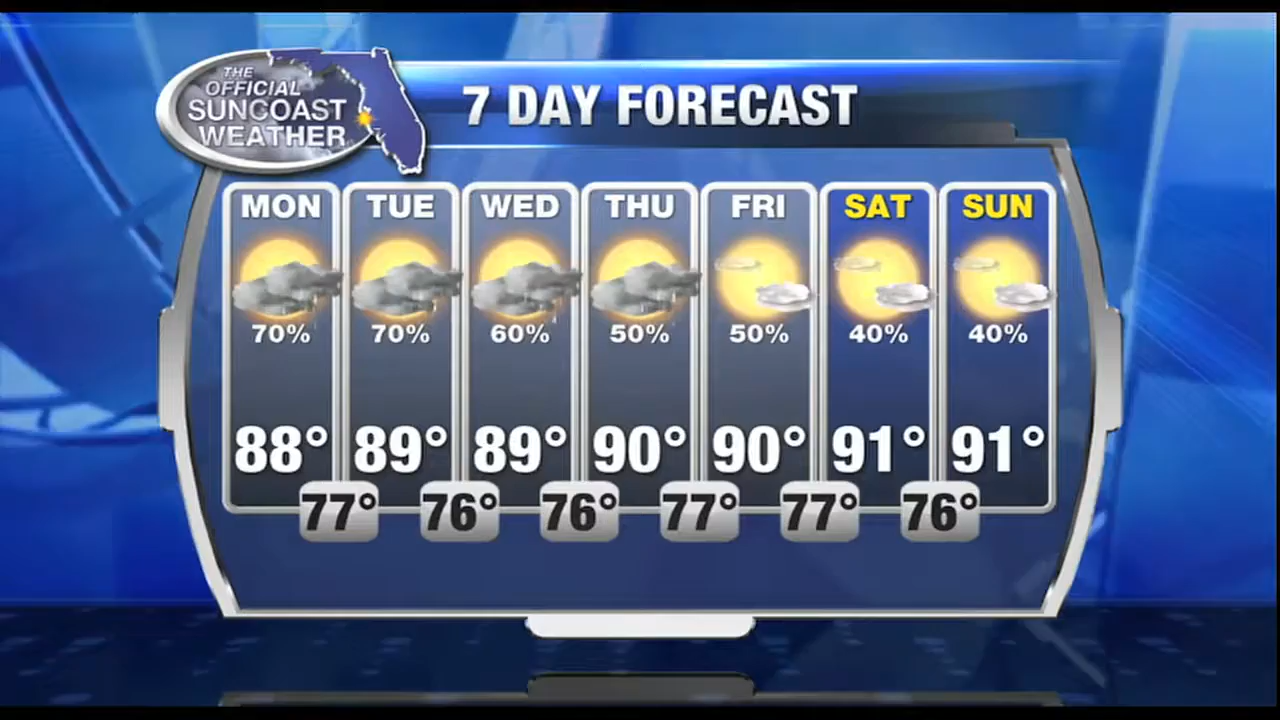 THE
OFFICIAL
SUNCOAST
WEATHER
7 DAY FORECAST
MON TUE WED THU FRI SAT SUN
70% 70% 60% 50% 50% 40% 40%
88° 89° 89° 90° 90° 91° 91°
77° 76° 76° 77° 77° 76°